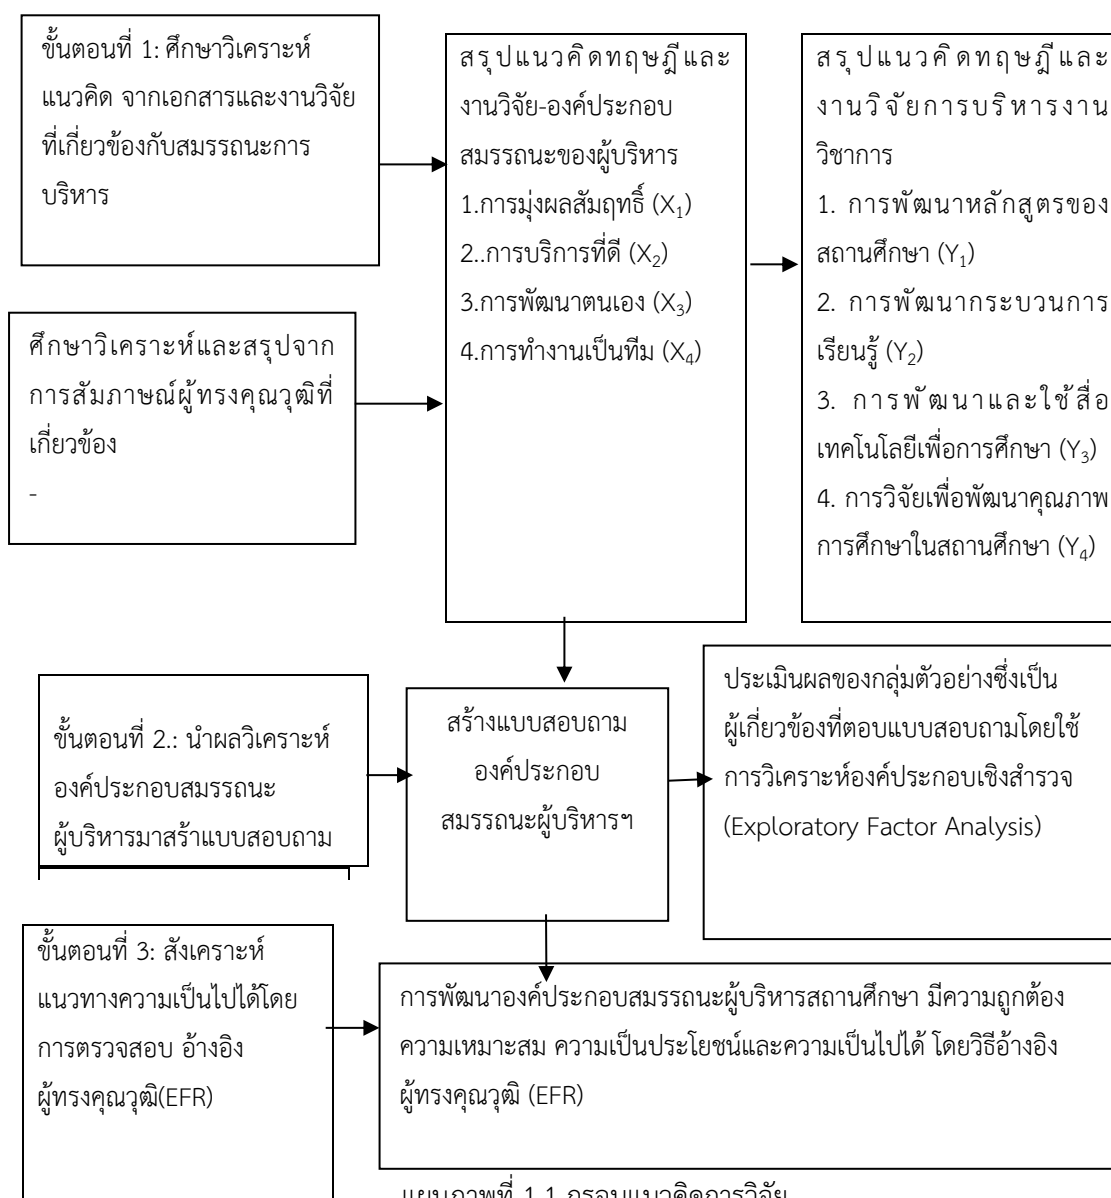 ขั้นตอนที่ 1: ศึกษาวิเคราะห์
แนวคิด จากเอกสารและงานวิจัย
ที่เกี่ยวข้องกับสมรรถนะการ
บริหาร
สรุปแนวคิดทฤษฎีและ
งานวิจัย-องค์ประกอบ
สมรรถนะของผู้บริหาร
1.การมุ่งผลสัมฤทธิ์ (X₁)
2..การบริการที่ดี (X₂)
3.การพัฒนาตนเอง (X₃)
4.การทำงานเป็นทีม (X₄)
สรุปแนวคิดทฤษฎีและ
งานวิจัยการบริหารงาน
วิชาการ
1. การพัฒนาหลักสูตรของ
สถานศึกษา (Y₁)
2. การพัฒนากระบวนการ
เรียนรู้ (Y₂)
3. การพัฒนาและใช้สื่อ
เทคโนโลยีเพื่อการศึกษา (Y₃)
4. การวิจัยเพื่อพัฒนาคุณภาพ
การศึกษาในสถานศึกษา (Y₄)
ศึกษาวิเคราะห์และสรุปจาก
การสัมภาษณ์ผู้ทรงคุณวุฒิที่
เกี่ยวข้อง
-
ขั้นตอนที่ 2.: นำผลวิเคราะห์
องค์ประกอบสมรรถนะ
ผู้บริหารมาสร้าแบบสอบถาม
สร้างแบบสอบถาม
องค์ประกอบ
สมรรถนะผู้บริหารฯ
ประเมินผลของกลุ่มตัวอย่างซึ่งเป็น
ผู้เกี่ยวข้องที่ตอบแบบสอบถามโดยใช้
การวิเคราะห์องค์ประกอบเชิงสำรวจ
(Exploratory Factor Analysis)
ขั้นตอนที่ 3: สังเคราะห์
แนวทางความเป็นไปได้โดย
การตรวจสอบ อ้างอิง
ผู้ทรงคุณวุฒิ(EFR)
การพัฒนาองค์ประกอบสมรรถนะผู้บริหารสถานศึกษา มีความถูกต้อง
ความเหมาะสม ความเป็นประโยชน์และความเป็นไปได้ โดยวิธีอ้างอิง
ผู้ทรงคุณวุฒิ (EFR)
แผนภาพที่ 1.1 กรอบแนวคิดการวิจัย